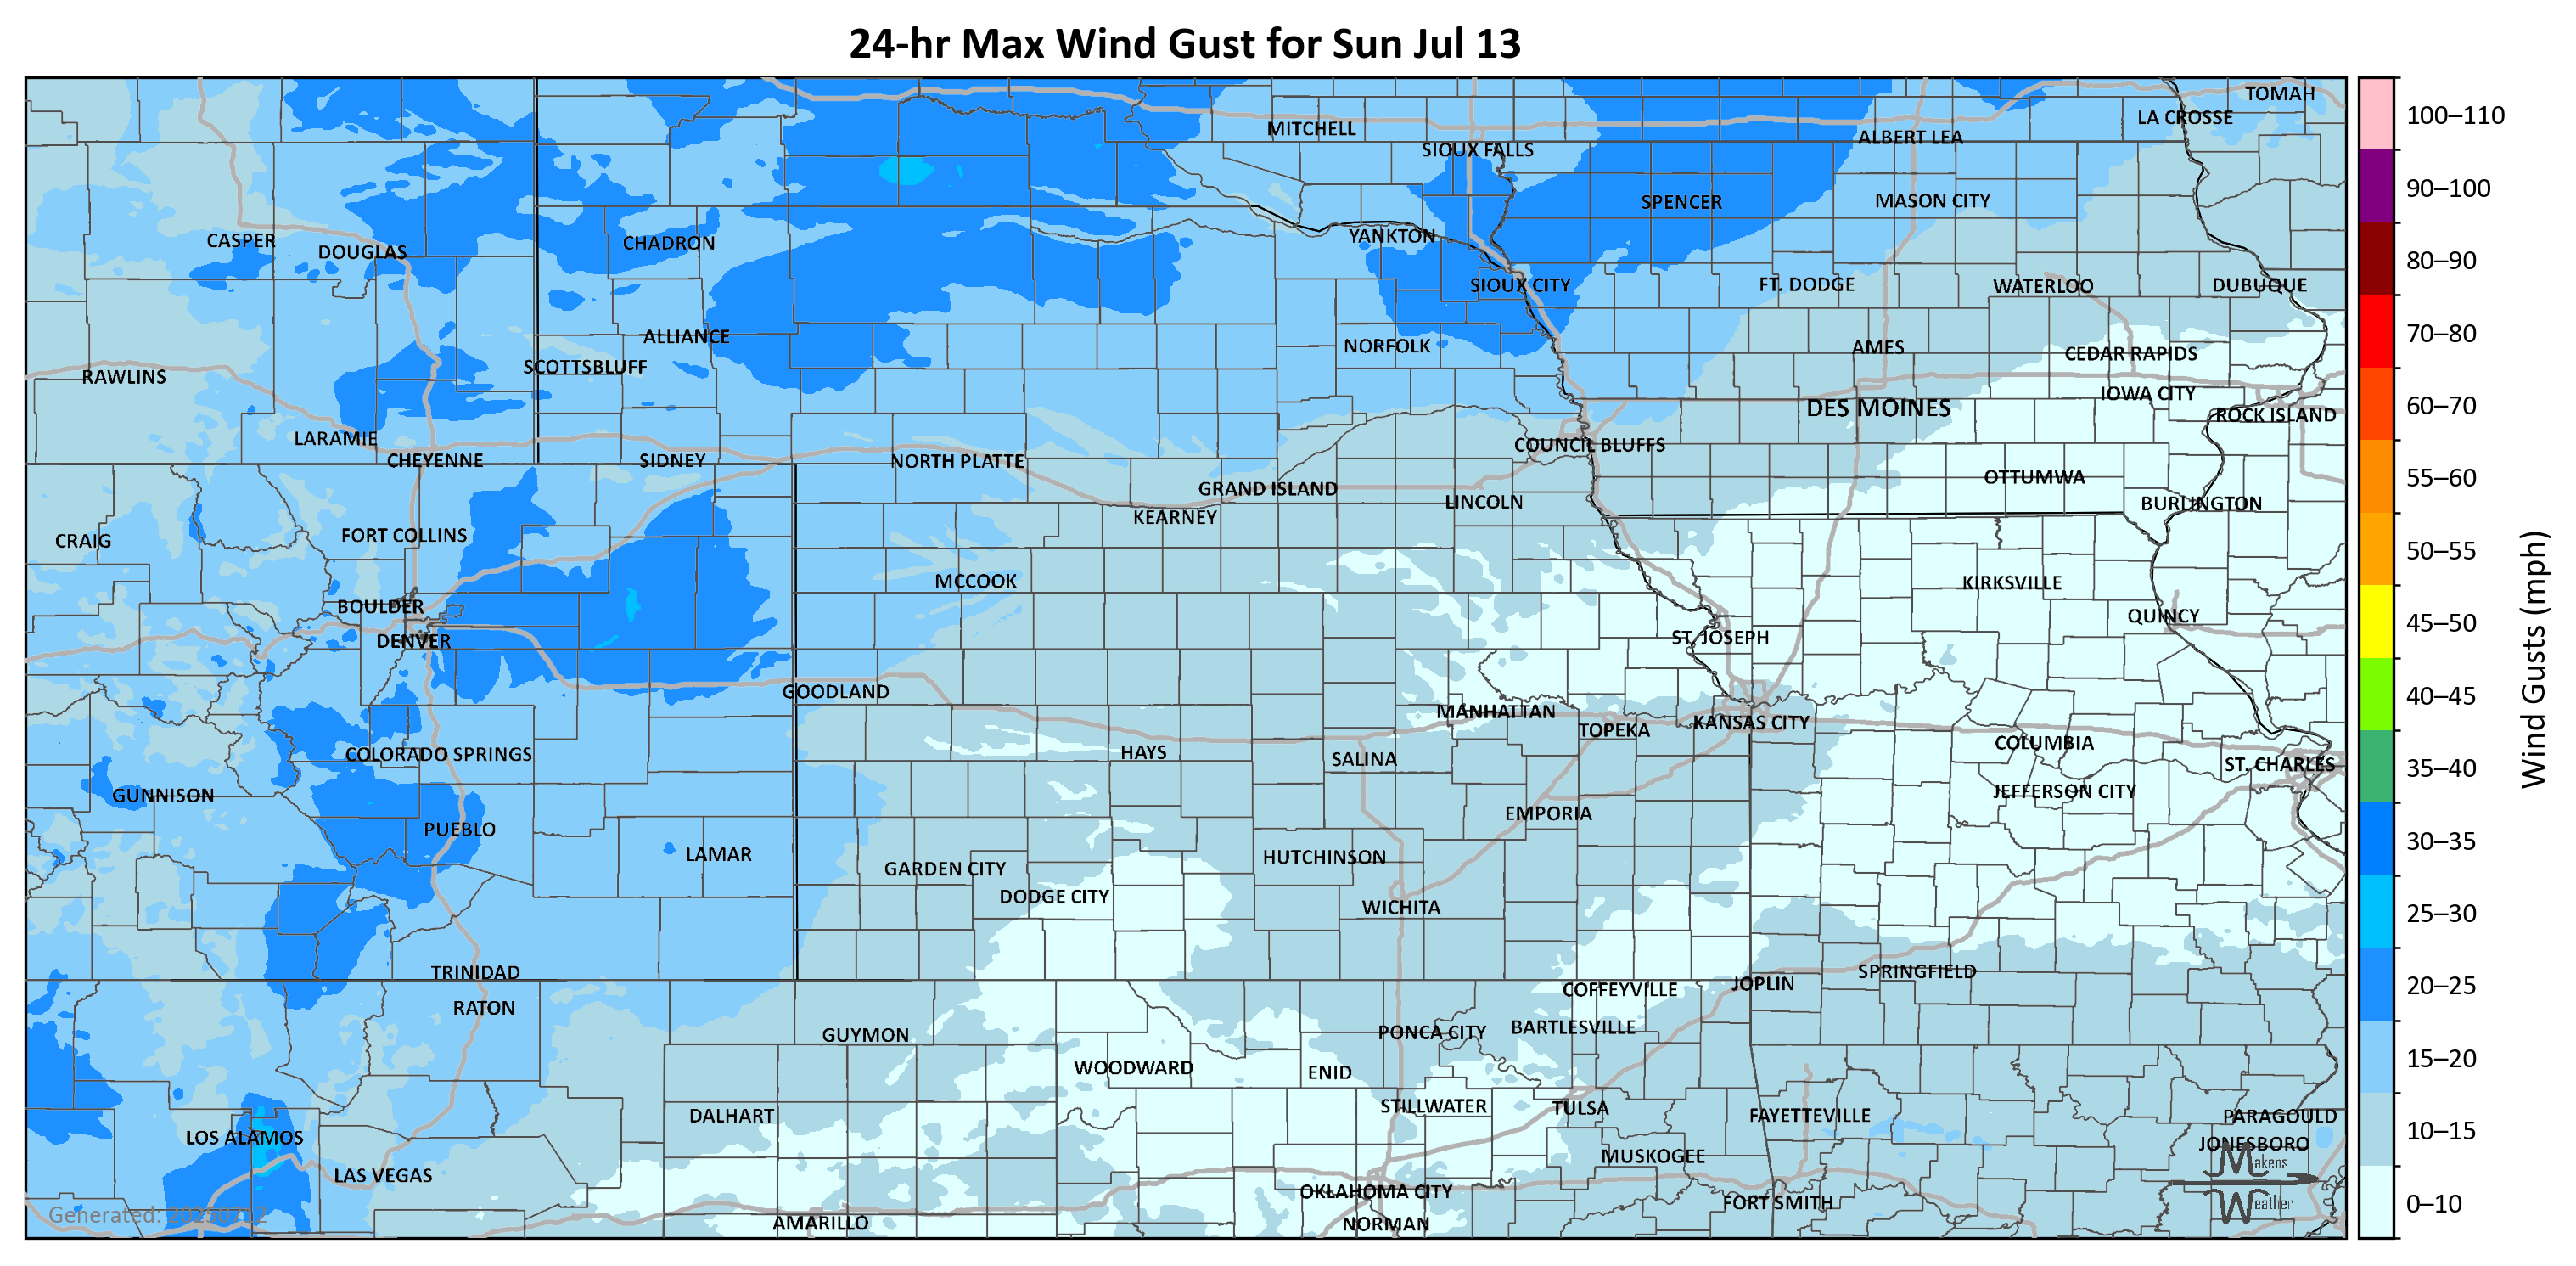 24-hr Max Wind Gust for Sun Jul 13
TOMAH
LA CROSSE
MITCHELL
ALBERT LEA
SIOUX FALLS
SPENCER
MASON CITY
YANKTON
CASPER
CHADRON
DOUGLAS
SIOUX CITY
FT. DODGE
WATERLOO
DUBUQUE
ALLIANCE
NORFOLK
AMES
CEDAR RAPIDS
SCOTTSBLUFF
RAWLINS
IOWA CITY
DES MOINES
ROCK ISLAND
LARAMIE
COUNCIL BLUFFS
CHEYENNE
SIDNEY
NORTH PLATTE
OTTUMWA
GRAND ISLAND
LINCOLN
BURLINGTON
KEARNEY
FORT COLLINS
CRAIG
MCCOOK
KIRKSVILLE
BOULDER
QUINCY
DENVER
ST. JOSEPH
GOODLAND
MANHATTAN
KANSAS CITY
TOPEKA
COLUMBIA
COLORADO SPRINGS
HAYS
SALINA
ST. CHARLES
GUNNISON
JEFFERSON CITY
EMPORIA
PUEBLO
LAMAR
HUTCHINSON
GARDEN CITY
DODGE CITY
WICHITA
TRINIDAD
SPRINGFIELD
JOPLIN
COFFEYVILLE
RATON
GUYMON
PONCA CITY
BARTLESVILLE
WOODWARD
ENID
STILLWATER
TULSA
DALHART
FAYETTEVILLE
PARAGOULD
LOS ALAMOS
JONESBORO
MUSKOGEE
LAS VEGAS
OKLAHOMA CITY
FORT SMITH
AMARILLO
NORMAN
Makens
Weather
Generated: 20250712
100–110
90–100
80–90
70–80
60–70
55–60
50–55
45–50
40–45
35–40
30–35
25–30
20–25
15–20
10–15
0–10
Wind Gusts (mph)